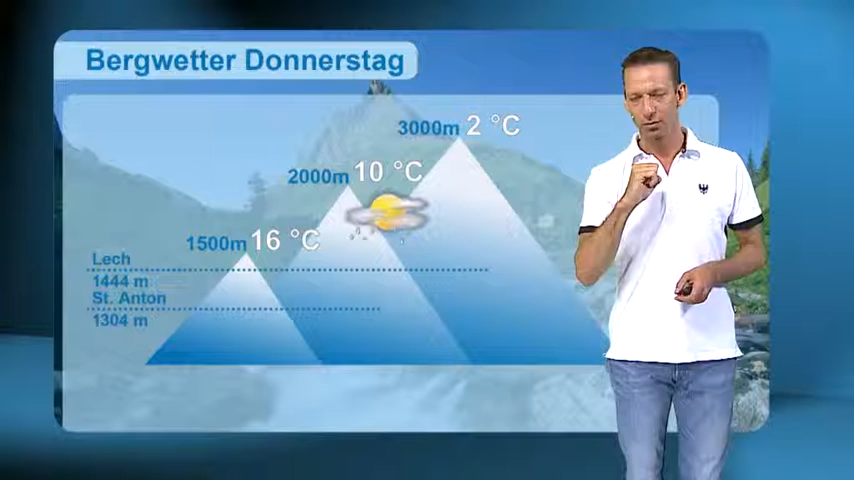 Bergwetter Donnerstag
3000m 2 °C
2000m 10 °C
1500m 16 °C
Lech
1444 m
St. Anton
1304 m